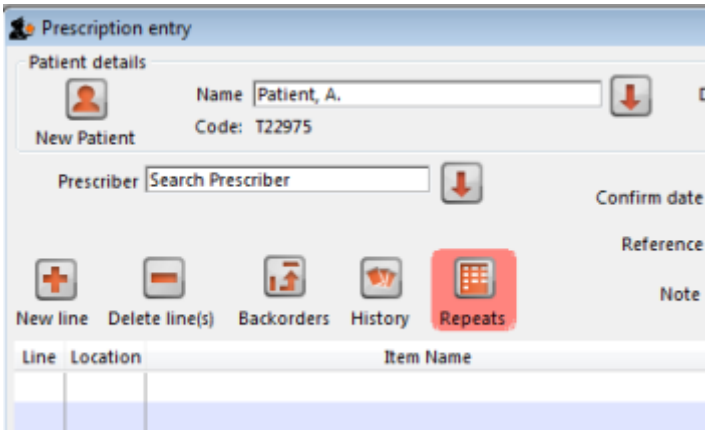 Prescription entry
Patient details
Name Patient, A.
Code: T22975
New Patient
Prescriber Search Prescriber
Confirm date
Reference
Note
New line Delete line(s) Backorders History Repeats
Line Location Item Name